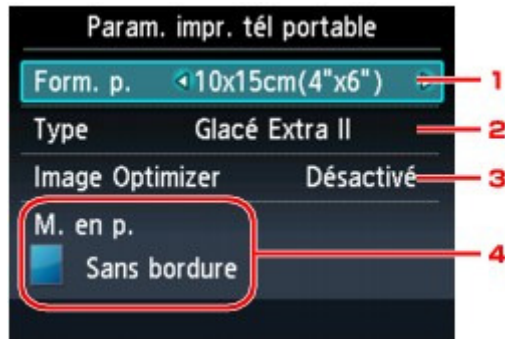 Param. impr. tél portable
Form. p. 10x15cm(4"x6") 1
Type Glacé Extra II 2
Image Optimizer Désactivé 3
M. en p.
Sans bordure 4